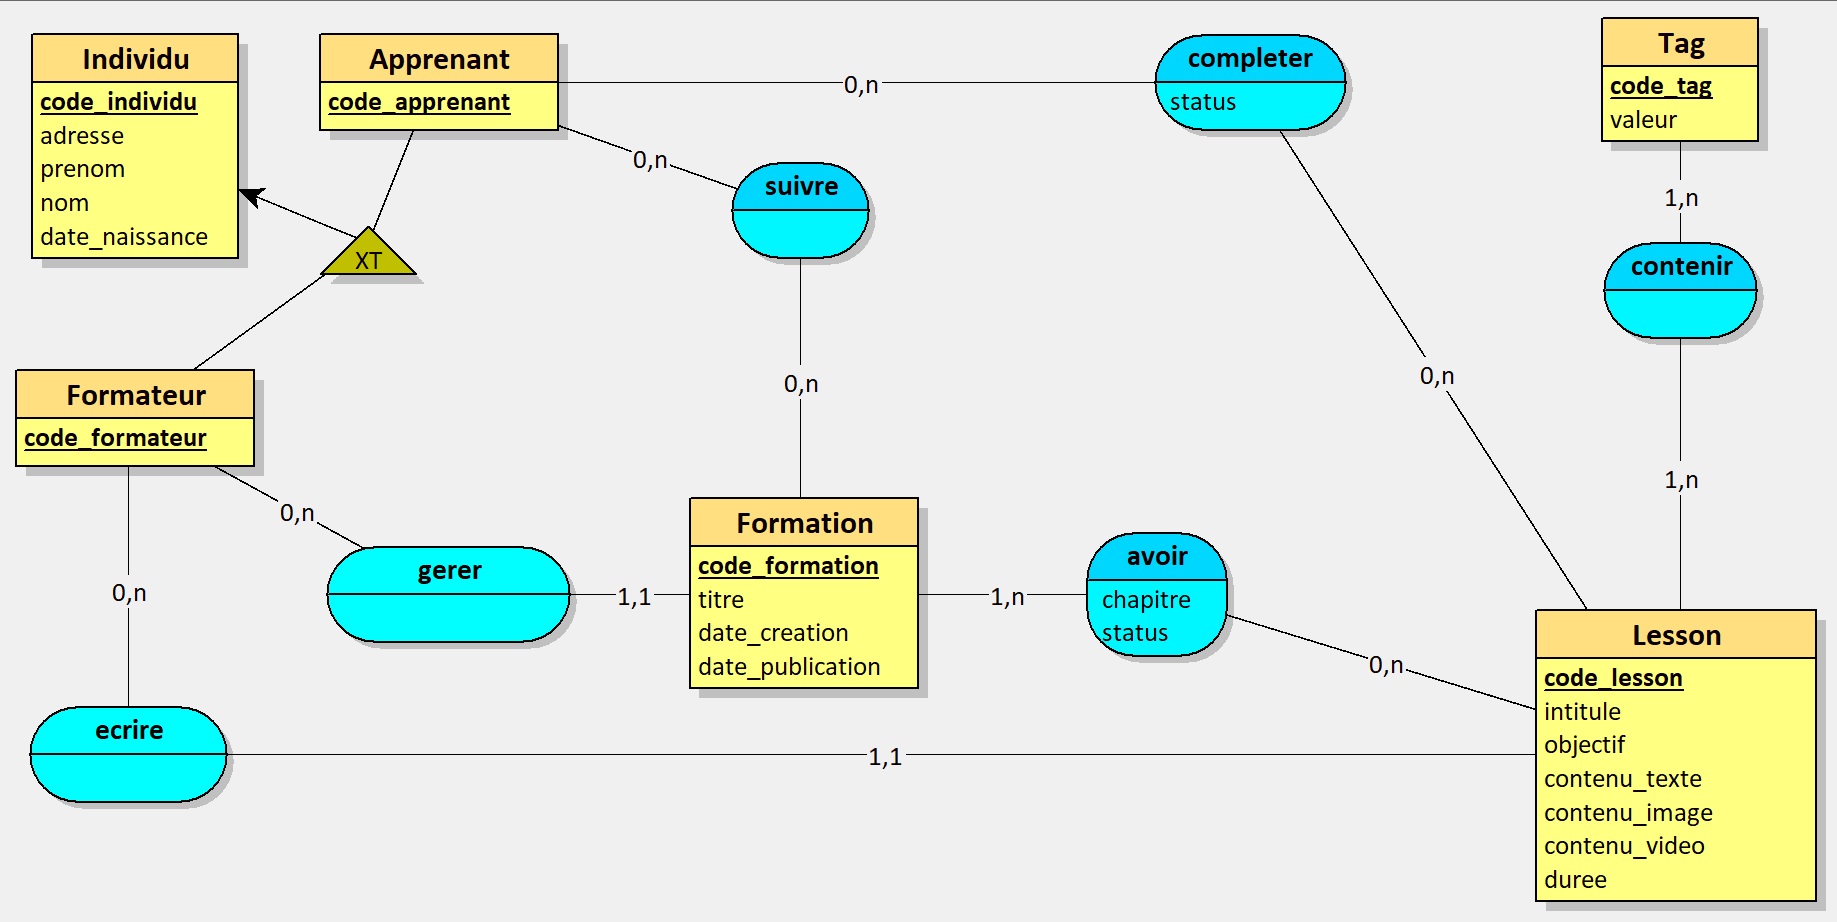 Individu
code_individu
adresse
prenom
nom
date_naissance
Apprenant
code_apprenant
0,n
completer
status
Tag
code_tag
valeur
0,n
suivre
1,n
XT
contenir
0,n
0,n
Formateur
code_formateur
1,n
0,n
Formation
code_formation
titre
date_creation
date_publication
gerer
1,1
1,n
avoir
chapitre
status
0,n
0,n
Lesson
code_lesson
intitule
objectif
contenu_texte
contenu_image
contenu_video
duree
ecrire
1,1